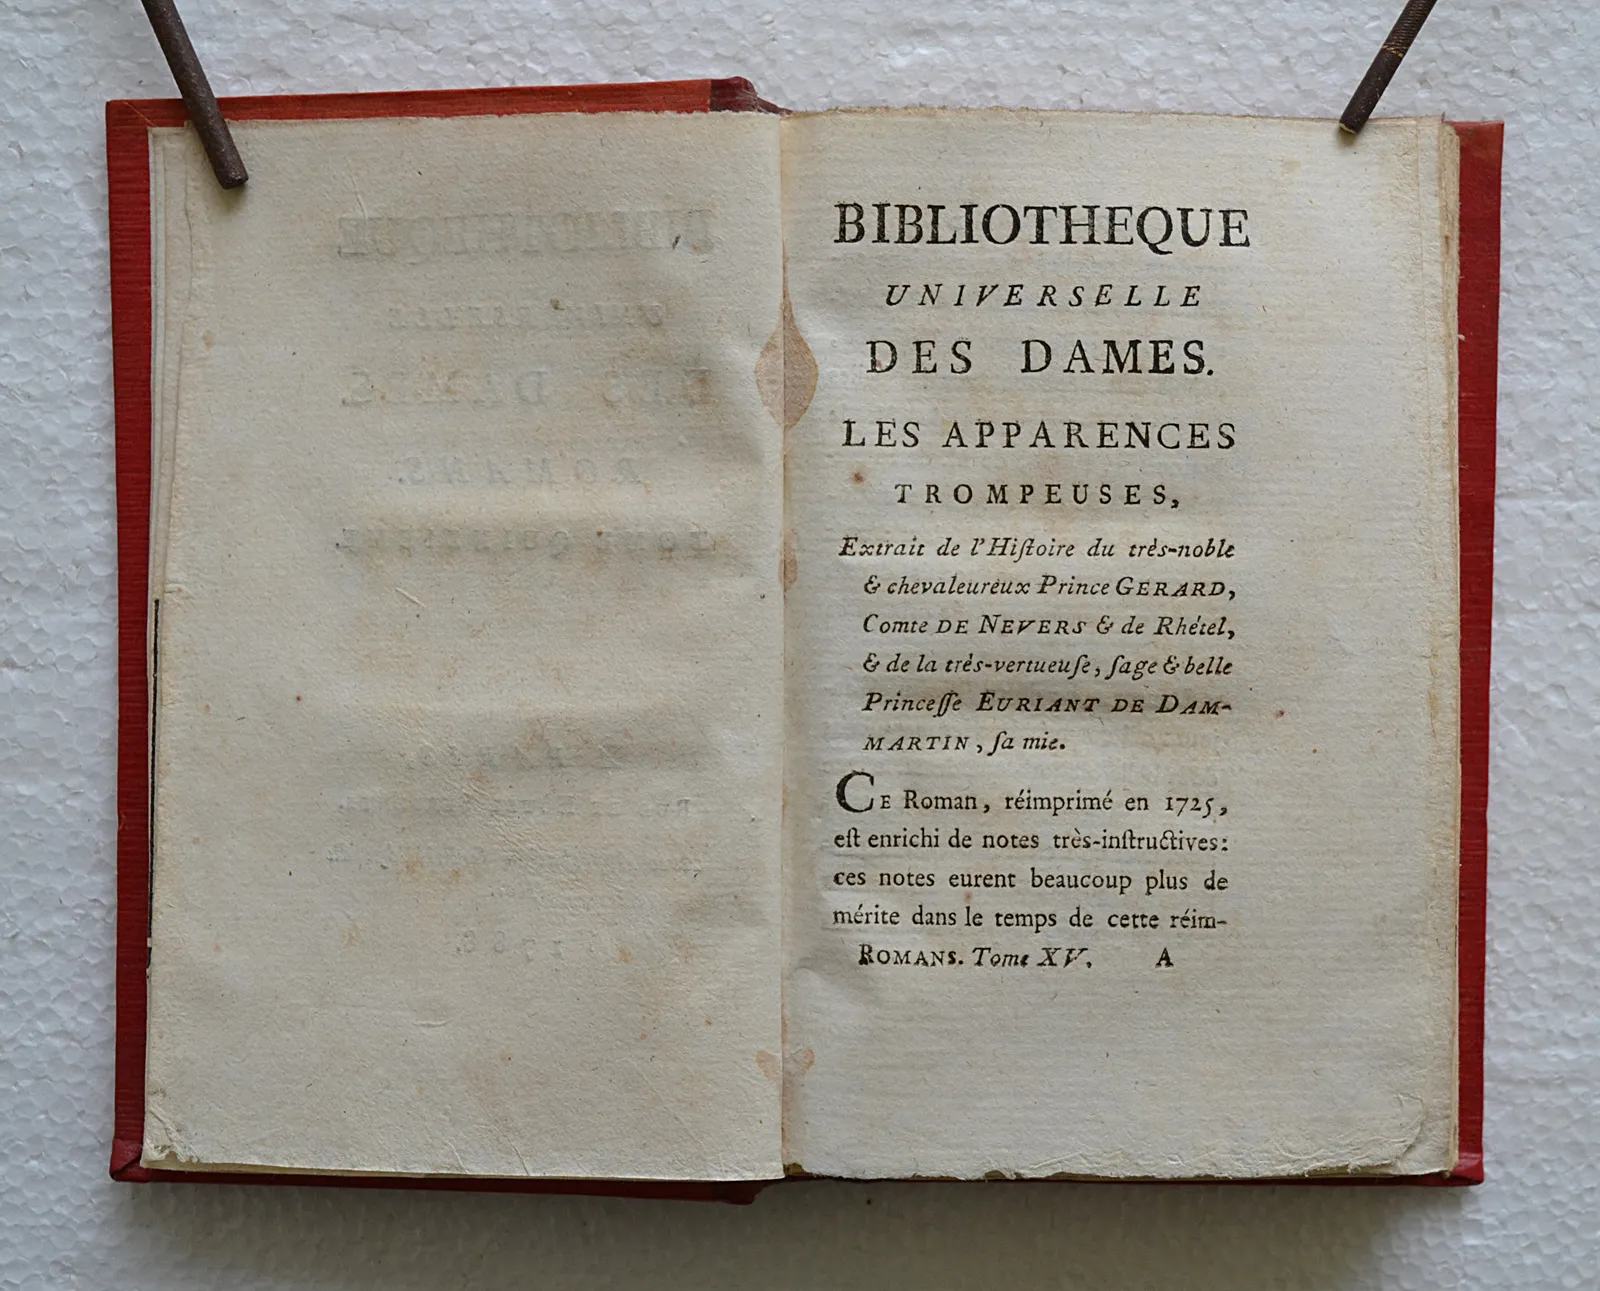 BIBLIOTHEQUE
UNIVERSELLE
DES DAMES.
LES APPARENCES
TROMPEUSES,
Extrait de l'Hiſtoire du très-noble
& chevaleureux Prince GERARD,
Comte DE NEVERS & de Rhétel,
& de la très-vertueuſe, ſage & belle
Princeſſe EURIANT DE DAM-
MARTIN, ſa mie.
CE Roman, réimprimé en 1725,
eſt enrichi de notes très-inſtructives:
ces notes eurent beaucoup plus de
mérite dans le temps de cette réim-
ROMANS. Tome XV. A